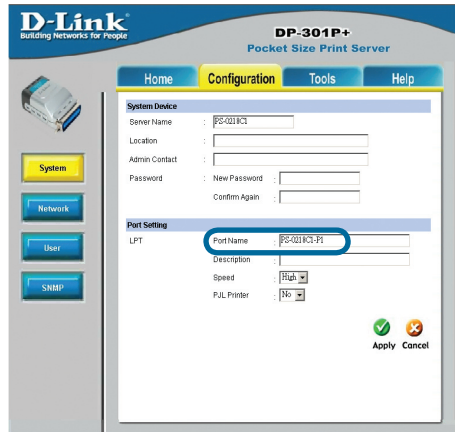 D-Link
Building Networks for People
DP-301P+
Pocket Size Print Server
Home Configuration Tools Help
System
Network
User
SNMP
System Device
Server Name : PS-0218C1
Location :
Admin Contact :
Password : New Password :
Confirm Again :
Port Setting
LPT Port Name : PS-0218C1-P1
Description :
Speed : High
PJL Printer : No
Apply Cancel